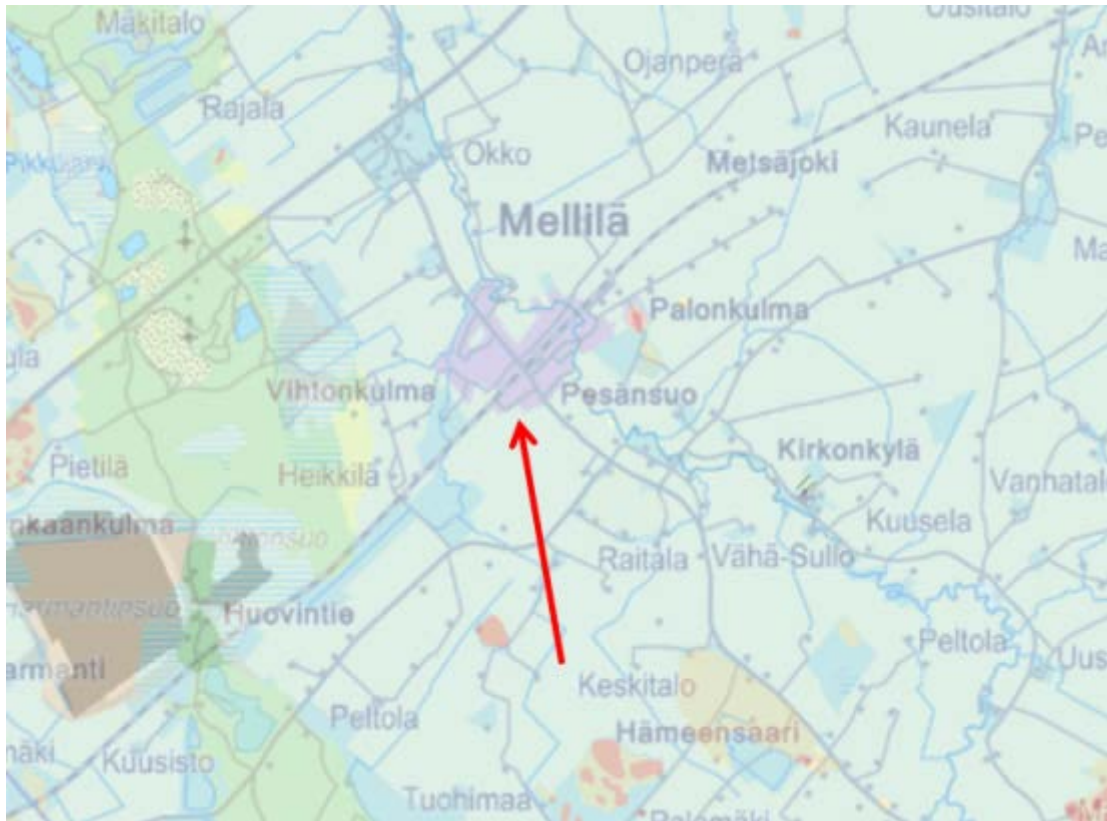 Mäkitalo
Uusitalo
Ojanperä
Rajala
Kaunela
Okko
Metsäjoki
Mellilä
Palonkulma
Vihtonkulma
Pesänsuo
Pietilä
Heikkilä
Kirkonkylä
Vanhatalo
Kuusela
Raitala
Vähä-Sullo
Huovintie
Peltola
Keskitalo
Peltola
Hämeensaari
Kuusisto
Tuohimaa
Palomäki